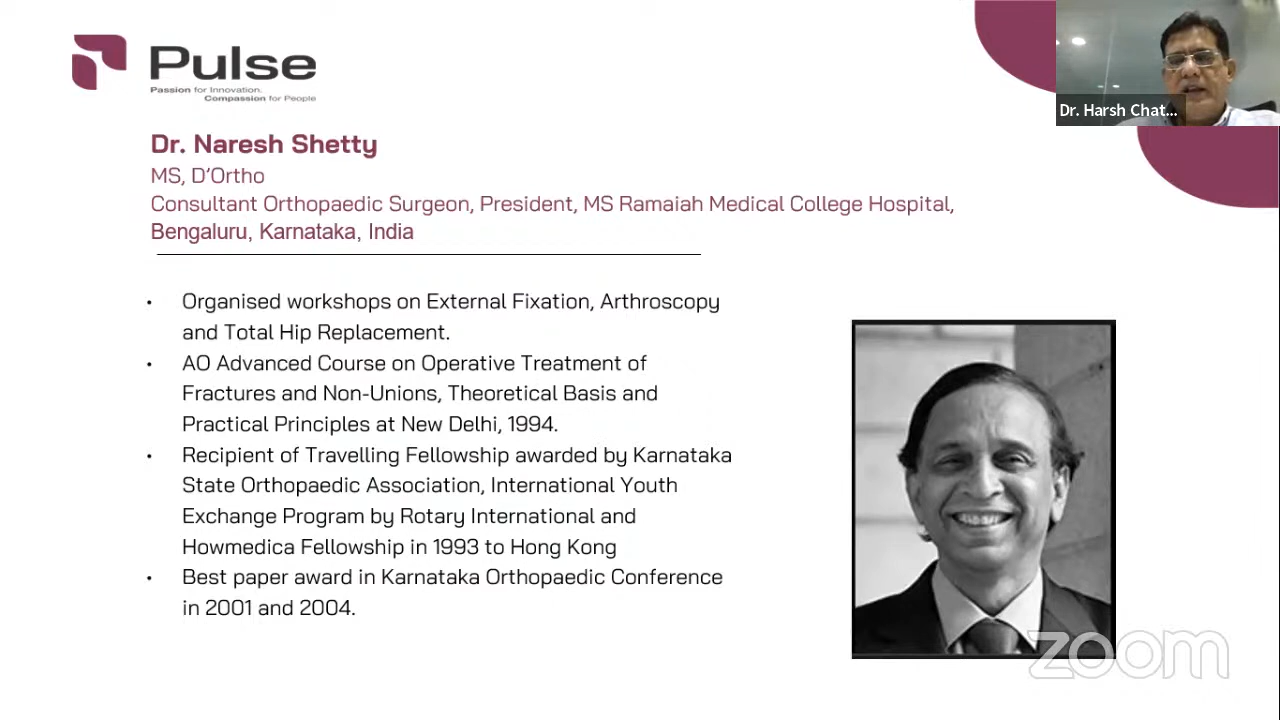 Pulse
Passion for Innovation.
Compassion for People
Dr. Harsh Chat...
Dr. Naresh Shetty
MS, D’Ortho
Consultant Orthopaedic Surgeon, President, MS Ramaiah Medical College Hospital,
Bengaluru, Karnataka, India
• Organised workshops on External Fixation, Arthroscopy
and Total Hip Replacement.
• AO Advanced Course on Operative Treatment of
Fractures and Non-Unions, Theoretical Basis and
Practical Principles at New Delhi, 1994.
• Recipient of Travelling Fellowship awarded by Karnataka
State Orthopaedic Association, International Youth
Exchange Program by Rotary International and
Howmedica Fellowship in 1993 to Hong Kong
• Best paper award in Karnataka Orthopaedic Conference
in 2001 and 2004.
zoom